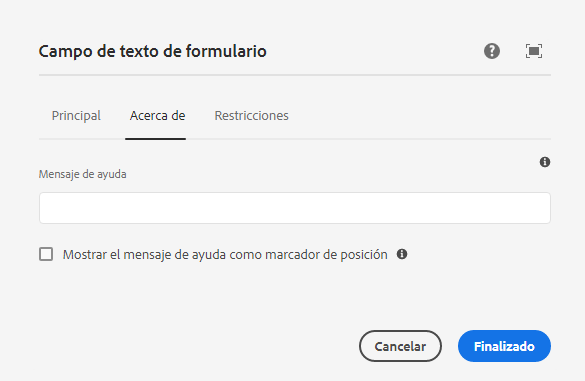 Campo de texto de formulario
Principal Acerca de Restricciones
Mensaje de ayuda
Mostrar el mensaje de ayuda como marcador de posición
Cancelar Finalizado